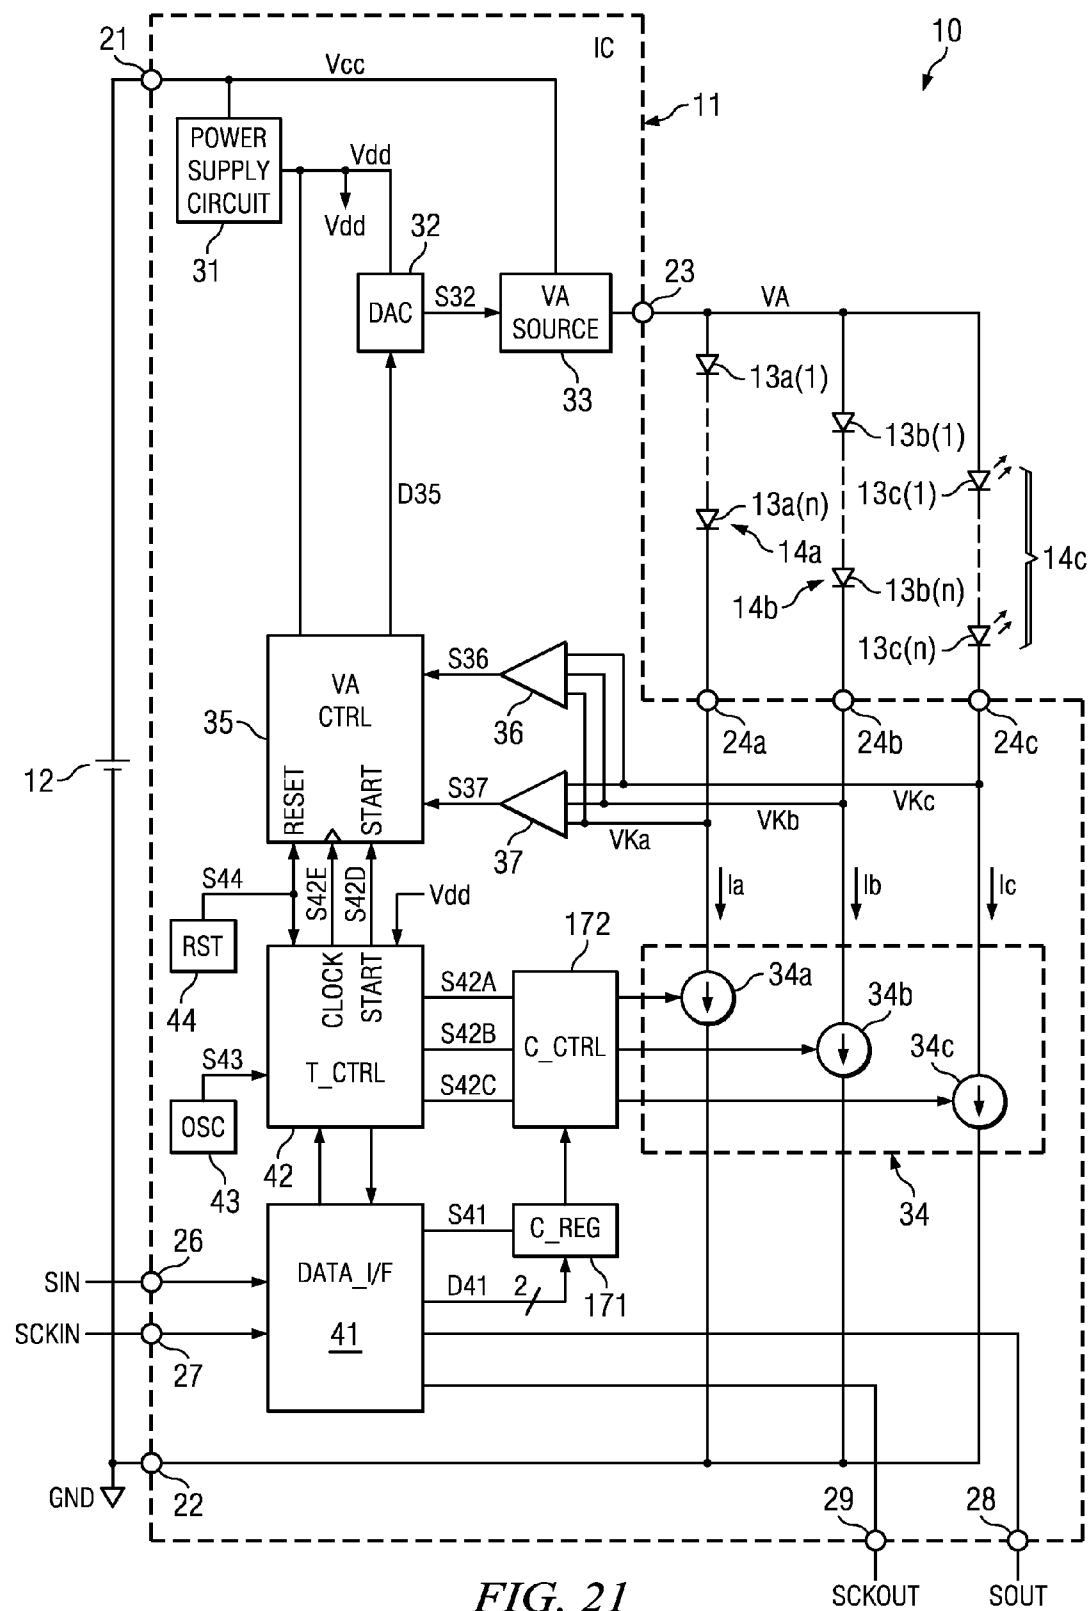 10
21
IC
Vcc
11
POWER
SUPPLY
CIRCUIT
Vdd
Vdd
31
32
DAC
S32
VA
SOURCE
33
23
VA
13a(1)
13b(1)
13c(1)
D35
13a(n)
14a
14c
14b
13b(n)
13c(n)
S36
VA
CTRL
35
36
24a
24b
24c
12
RESET
START
S37
37
VKa
VKb
VKc
S44
S42E
S42D
Vdd
Ia
Ib
Ic
RST
44
CLOCK
START
172
S42A
34a
S42B
C_CTRL
34b
S43
T_CTRL
S42C
34c
OSC
43
42
34
S41
C_REG
26
SIN
DATA_I/F
D41
2
171
SCKIN
41
27
GND
22
29
28
SCKOUT
SOUT
FIG. 21